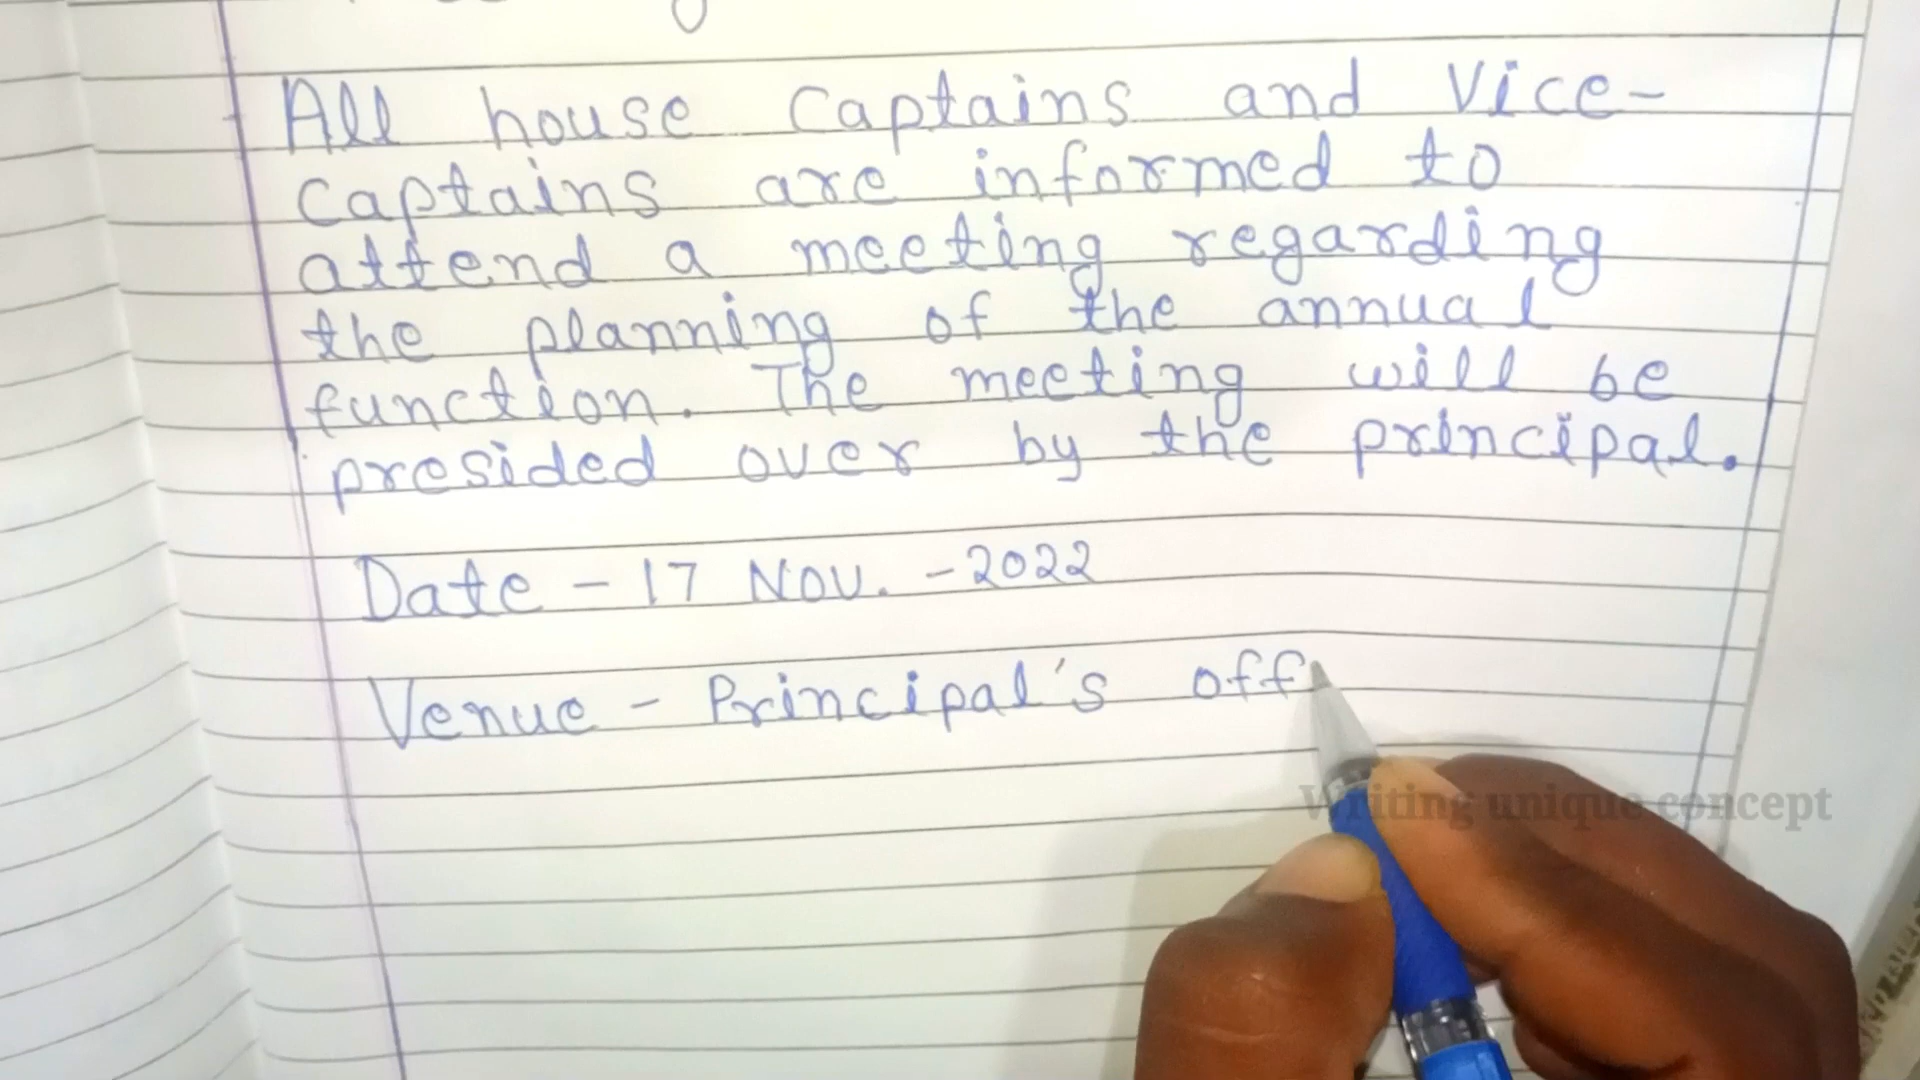 All house Captains and Vice-
Captains are informed to
attend a meeting regarding
the planning of the annual
function. The meeting will be
presided over by the principal.
Date - 17 Nov. - 2022
Venue - Principal's off
Writing unique concept